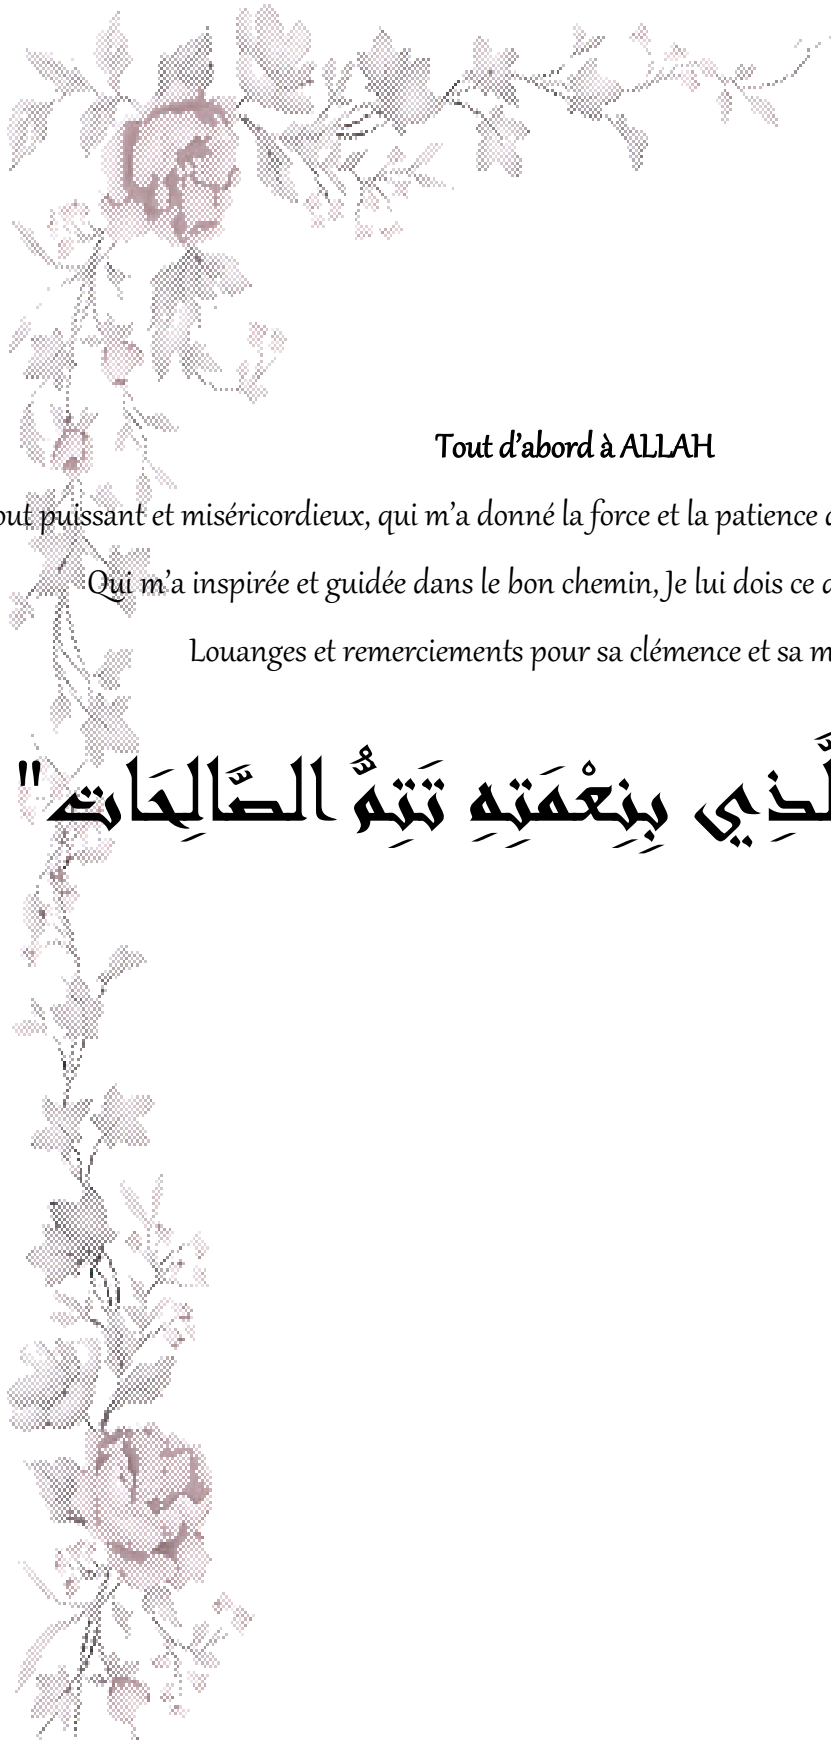 Tout d’abord à ALLAH
puissant et miséricordieux, qui m’a donné la force et la patience
Qui m’a inspirée et guidée dans le bon chemin, Je lui dois ce
Louanges et remerciements pour sa clémence et sa
بِنِعْمَتِهِ تَتِمُّ الصَّالِحَاتُ"